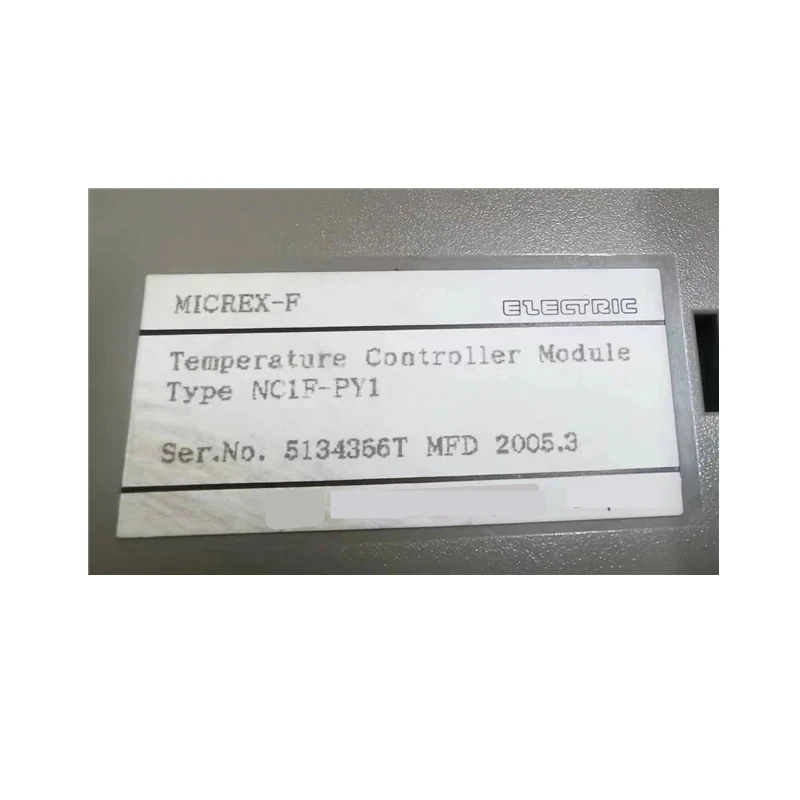 MICREX-F ELECTRIC
Temperature Controller Module
Type NC1F-PY1
Ser.No. 5134366T MFD 2005.3